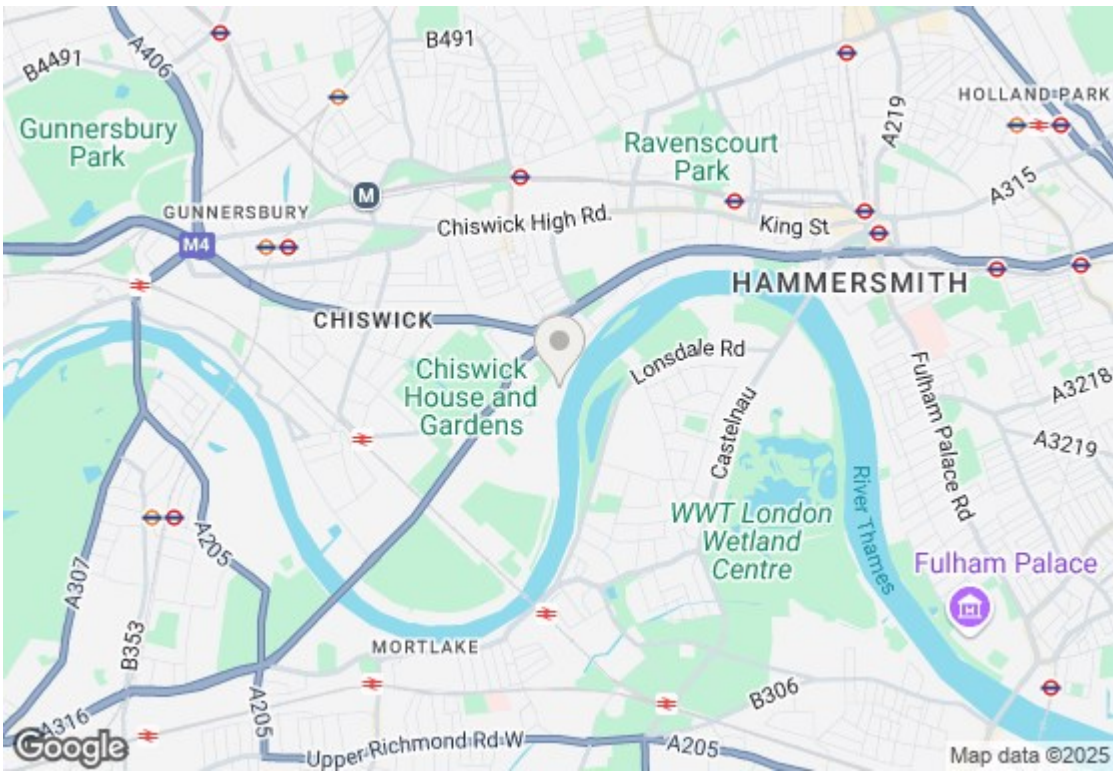 B4491
A406
B491
HOLLAND PARK
A219
Gunnersbury
Park
Ravenscourt
Park
A315
M
GUNNERSBURY
Chiswick High Rd.
King St
M4
HAMMERSMITH
CHISWICK
Lonsdale Rd
Chiswick
House and
Gardens
Fulham Palace Rd
A3218
Castelnau
A3219
River Thames
WWT London
Wetland
Centre
A205
A307
Fulham Palace
B353
MORTLAKE
A205
B306
A316
Upper Richmond Rd W
A205
Google
Map data ©2025